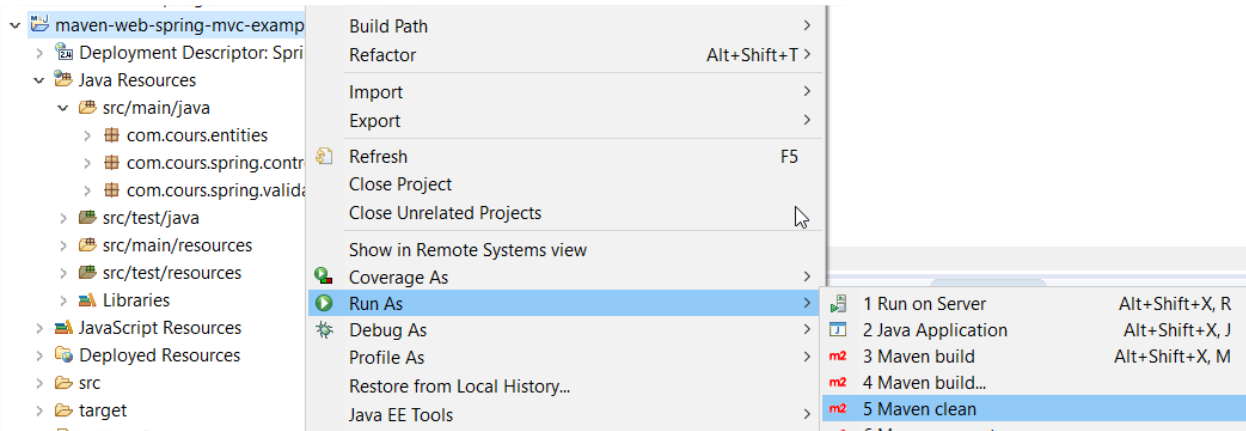 maven-web-spring-mvc-examp
Deployment Descriptor: Spri
Java Resources
src/main/java
com.cours.entities
com.cours.spring.contr
com.cours.spring.valida
src/test/java
src/main/resources
src/test/resources
Libraries
JavaScript Resources
Deployed Resources
src
target
Build Path
Refactor Alt+Shift+T
Import
Export
Refresh F5
Close Project
Close Unrelated Projects
Show in Remote Systems view
Coverage As
Run As
Debug As
Profile As
Restore from Local History...
Java EE Tools
1 Run on Server Alt+Shift+X, R
2 Java Application Alt+Shift+X, J
m2 3 Maven build Alt+Shift+X, M
m2 4 Maven build...
m2 5 Maven clean